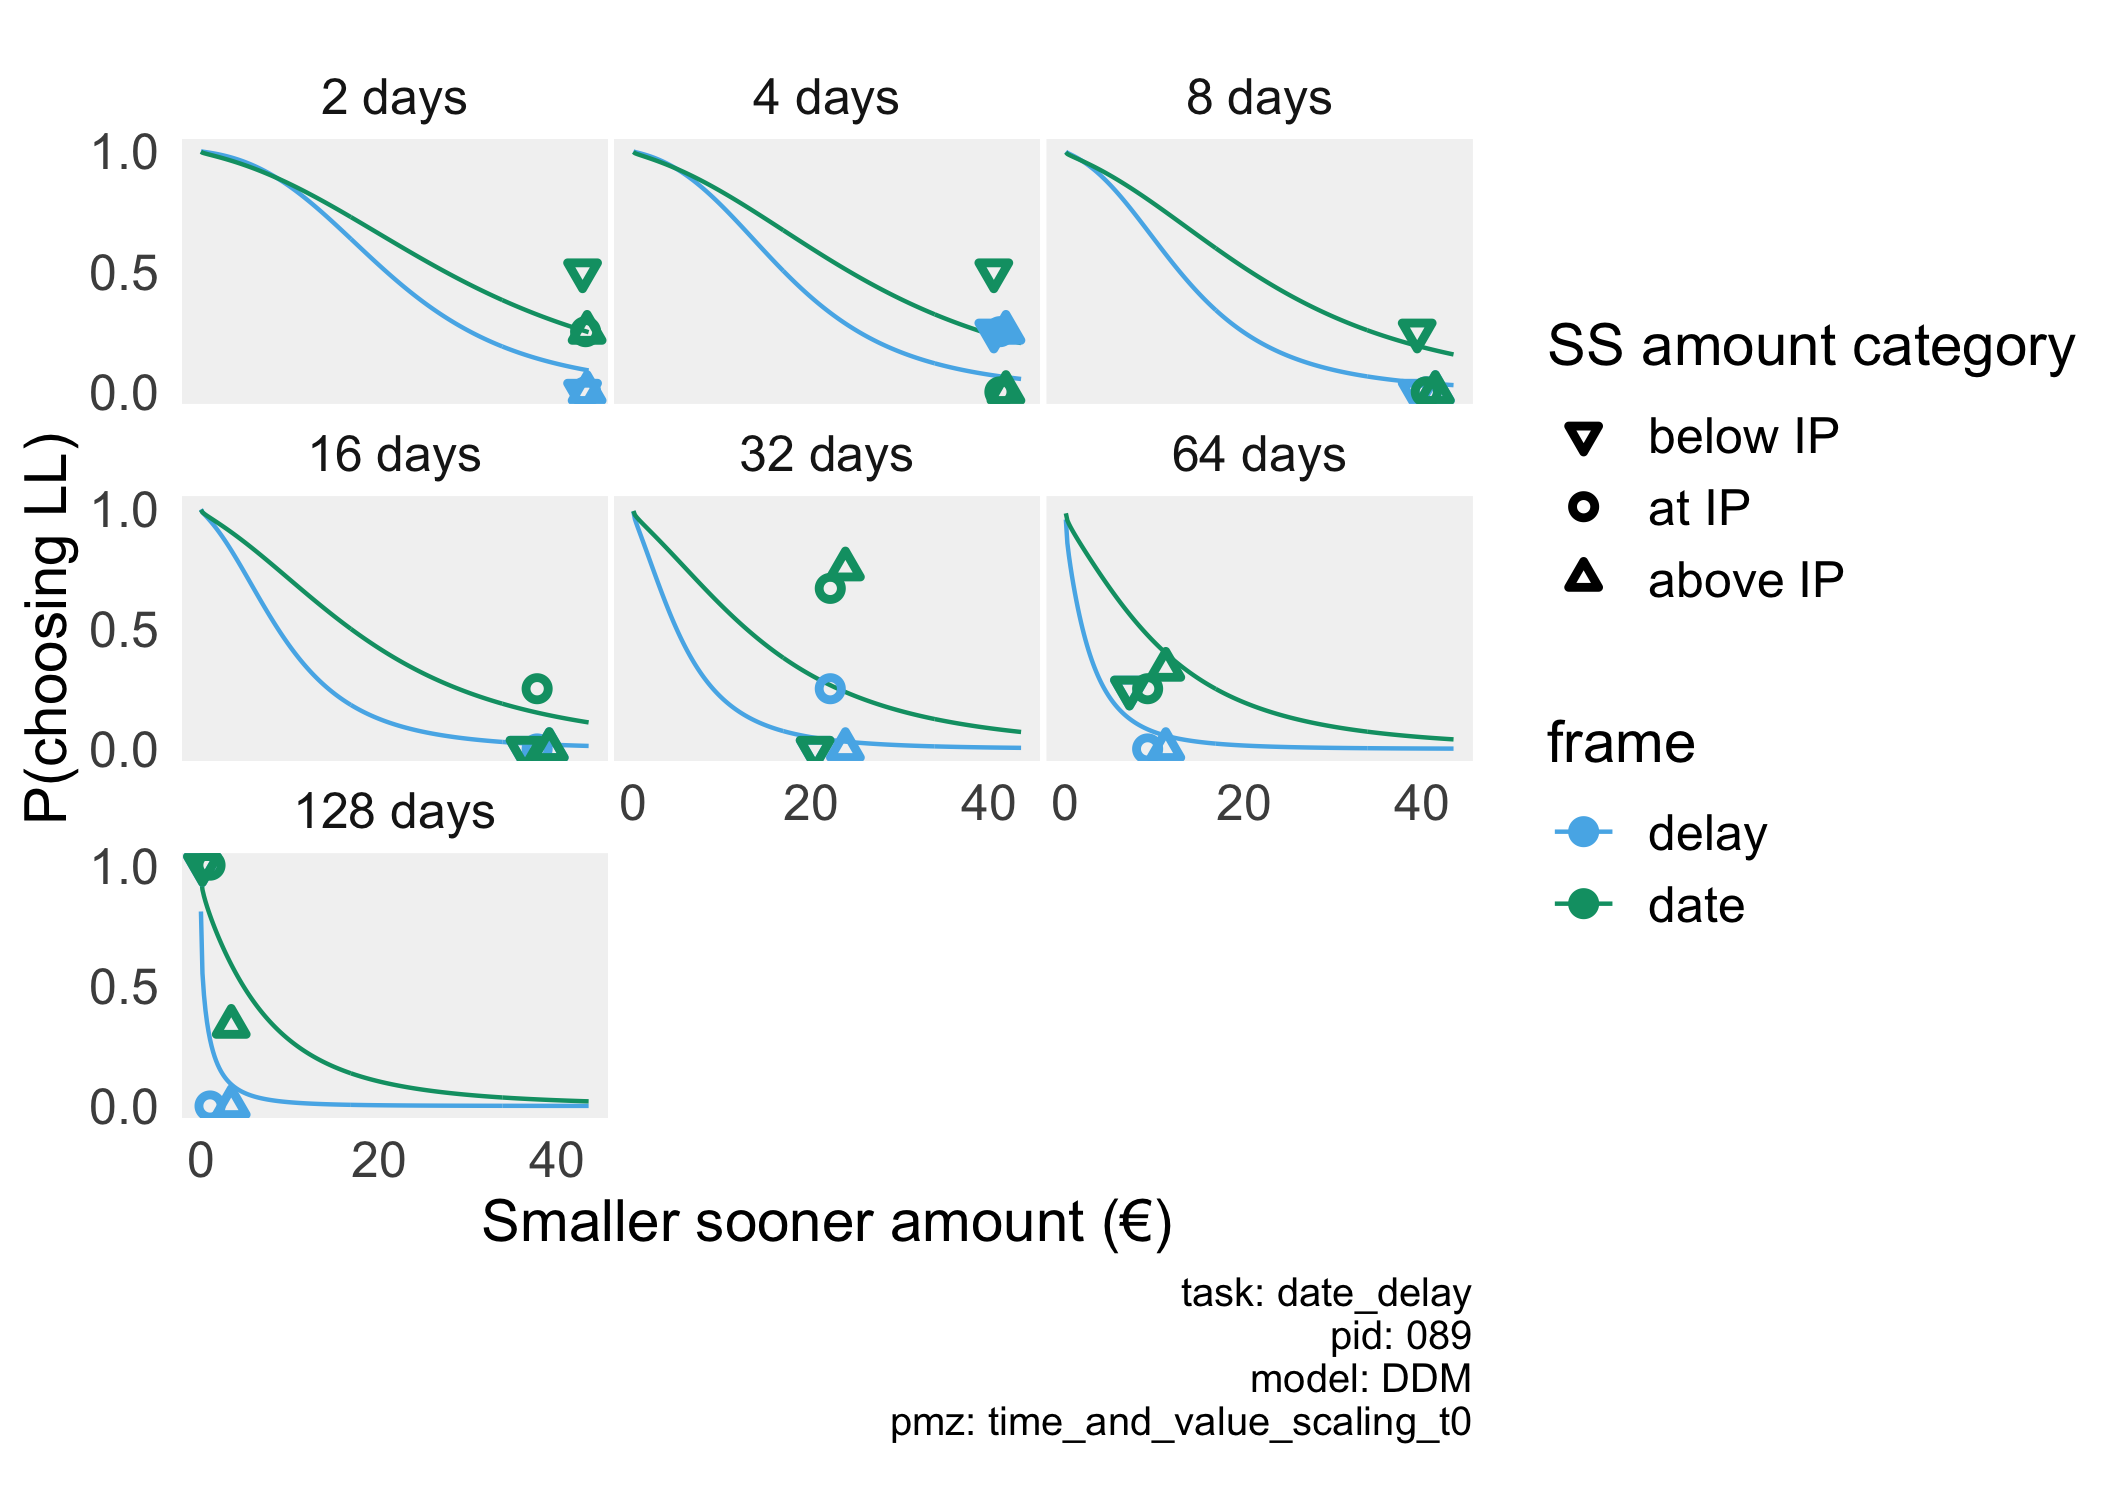 2 days
4 days
8 days
1.0
0.5
0.0
16 days
32 days
64 days
1.0
0.5
0.0
0 20 40
0 20 40
128 days
1.0
0.5
0.0
0 20 40
P(choosing LL)
Smaller sooner amount (€)
SS amount category
below IP
at IP
above IP
frame
delay
date
task: date_delay
pid: 089
model: DDM
pmz: time_and_value_scaling_t0